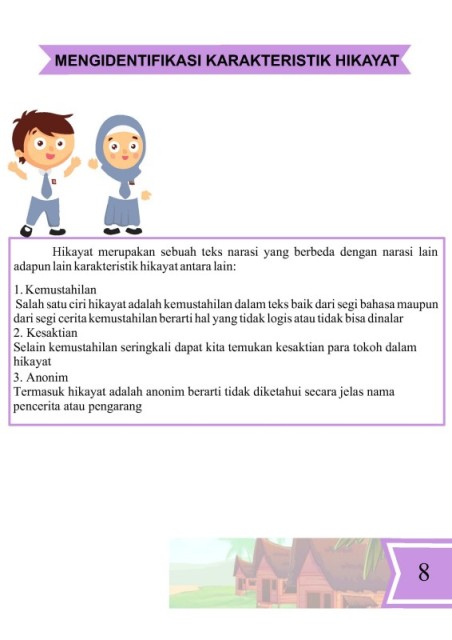 MENGIDENTIFIKASI KARAKTERISTIK HIKAYAT
Hikayat merupakan sebuah teks narasi yang berbeda dengan narasi lain
adapun lain karakteristik hikayat antara lain:
1. Kemustahilan
Salah satu ciri hikayat adalah kemustahilan dalam teks baik dari segi bahasa maupun
dari segi cerita kemustahilan berarti hal yang tidak logis atau tidak bisa dinalar
2. Kesaktian
Selain kemustahilan seringkali dapat kita temukan kesaktian para tokoh dalam
hikayat
3. Anonim
Termasuk hikayat adalah anonim berarti tidak diketahui secara jelas nama
pencerita atau pengarang
8